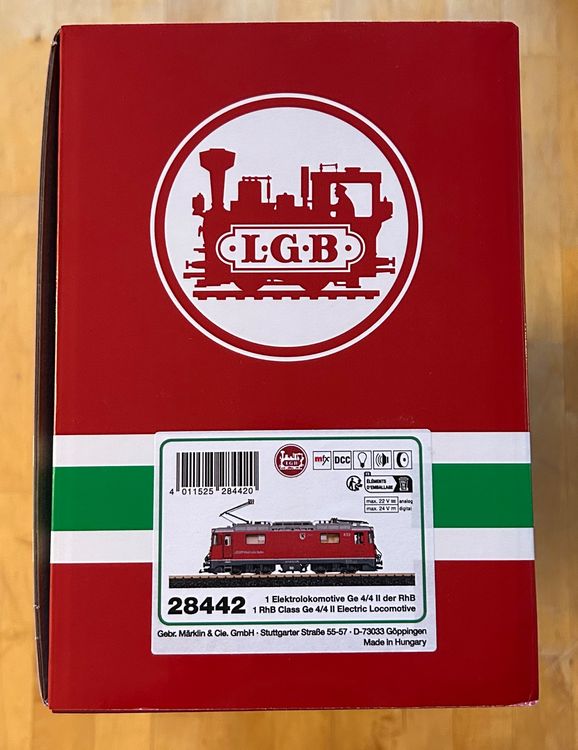 L·G·B
LGB
mfx DCC
FR
ÉLÉMENTS
D'EMBALLAGE
4 011525 284420
max. 22 V analog
max. 24 V digital
28442
1 Elektrolokomotive Ge 4/4 II der RhB
1 RhB Class Ge 4/4 II Electric Locomotive
Gebr. Märklin & Cie. GmbH · Stuttgarter Straße 55-57 · D-73033 Göppingen
Made in Hungary